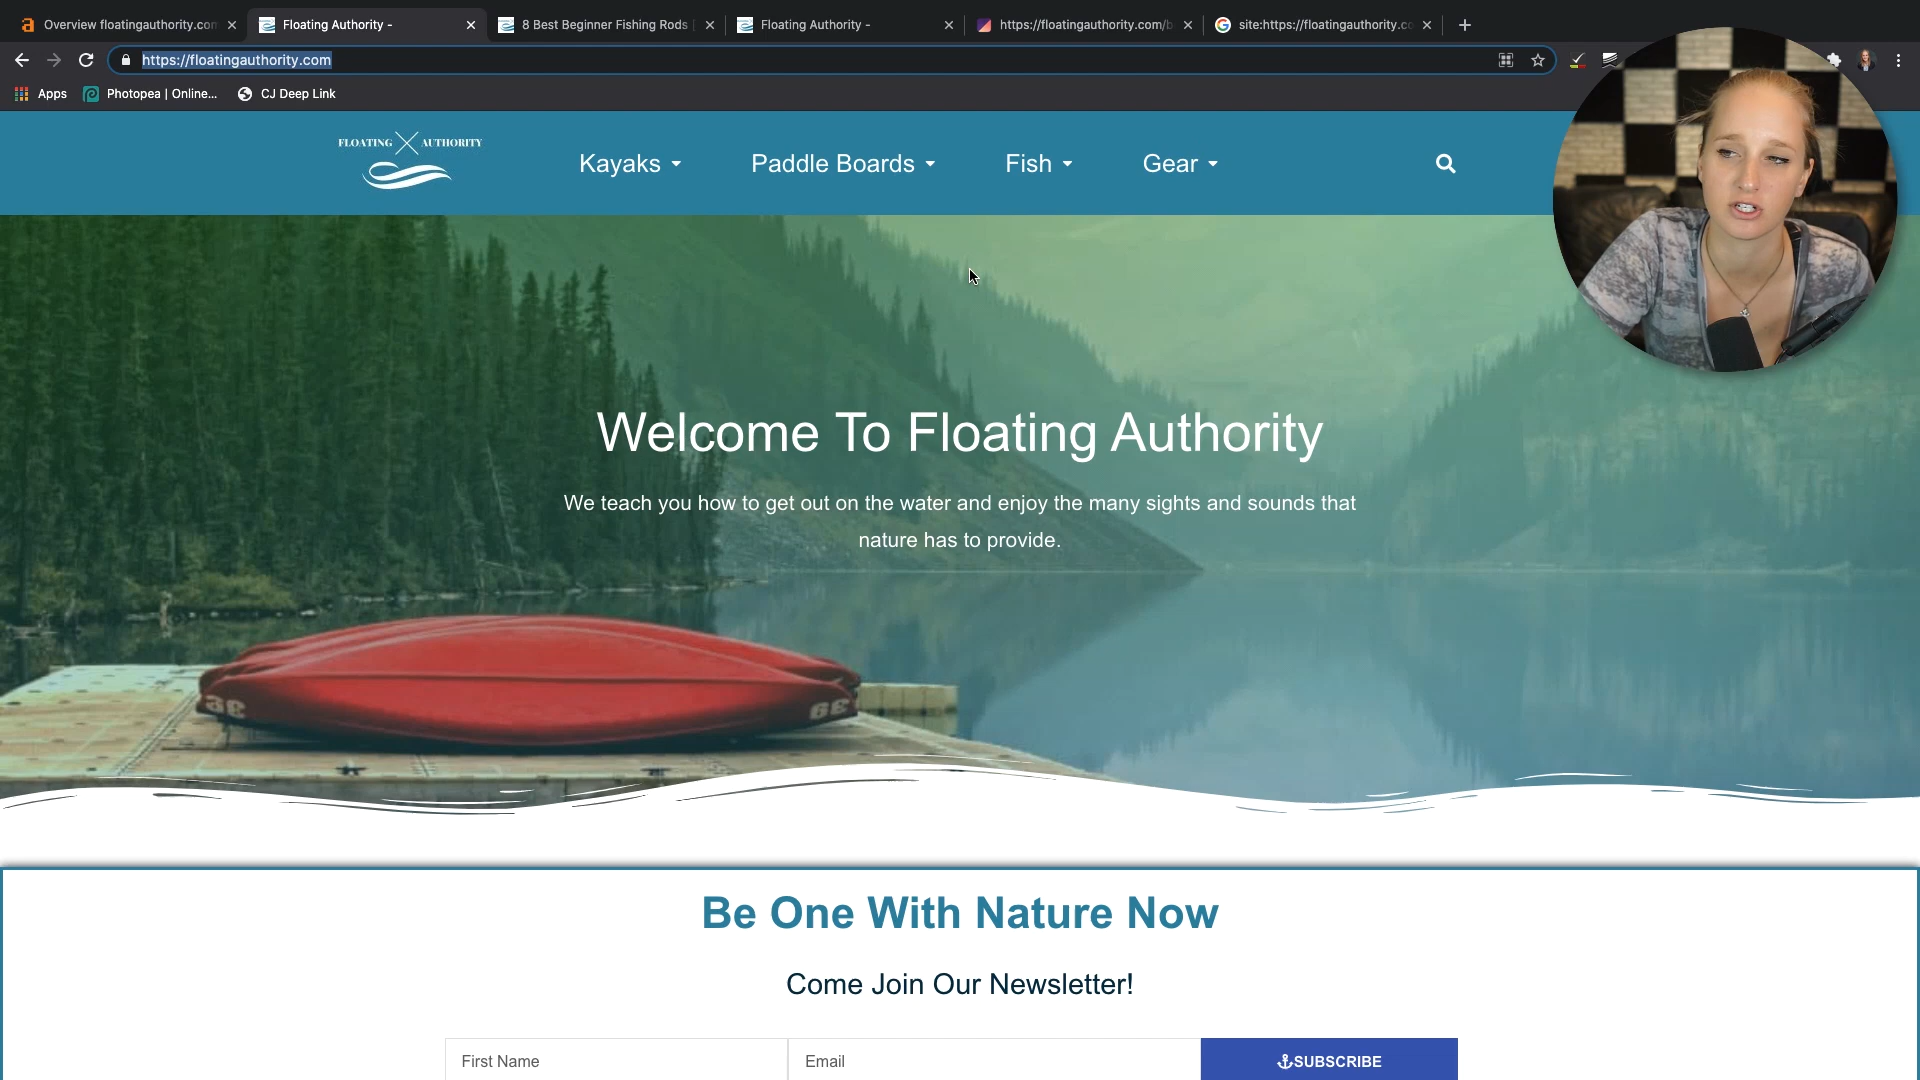 Overview floatingauthority.com
Floating Authority -
8 Best Beginner Fishing Rods
Floating Authority -
https://floatingauthority.com/b
site:https://floatingauthority.co
https://floatingauthority.com
Apps
Photopea | Online...
CJ Deep Link
FLOATING AUTHORITY
Kayaks
Paddle Boards
Fish
Gear
Welcome To Floating Authority
We teach you how to get out on the water and enjoy the many sights and sounds that
nature has to provide.
Be One With Nature Now
Come Join Our Newsletter!
First Name
Email
SUBSCRIBE